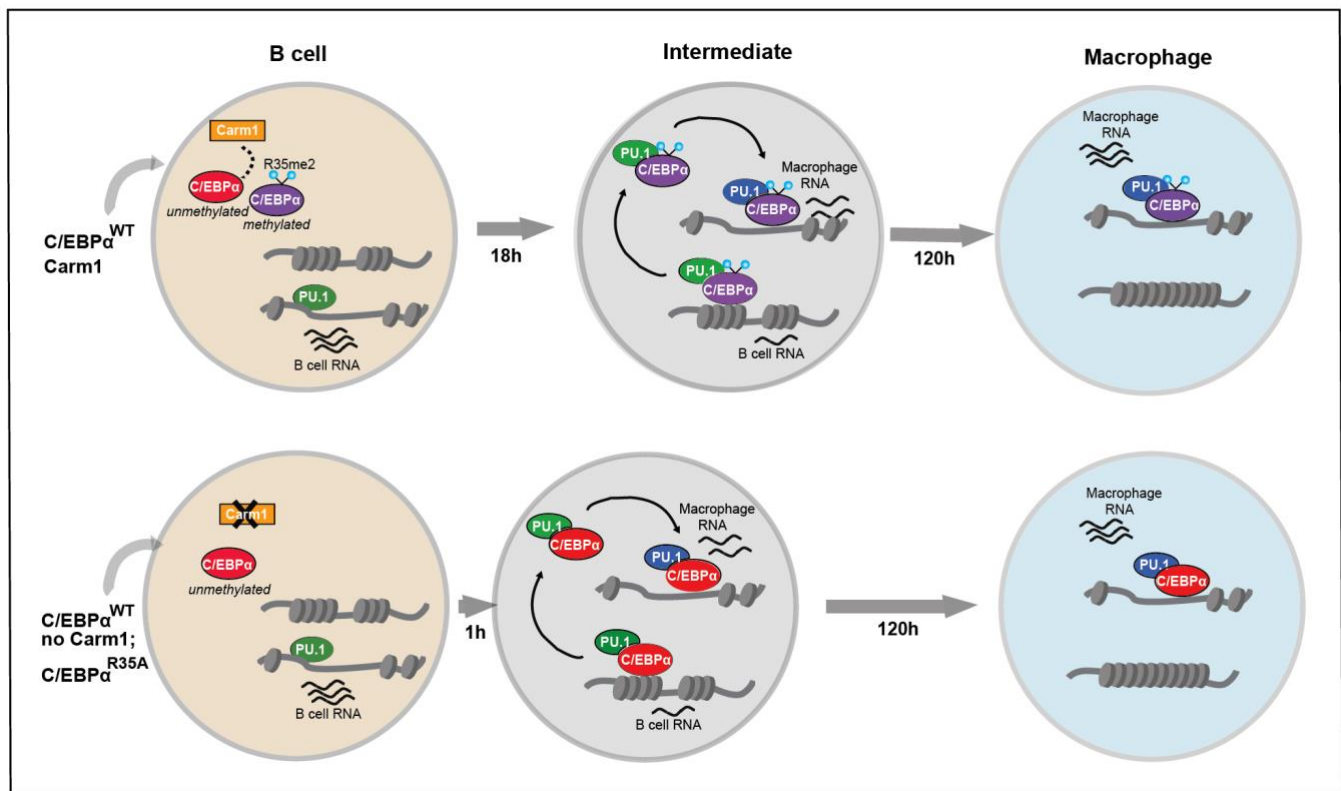 B cell
Intermediate
Macrophage
Carm1
R35me2
C/EBPα
unmethylated
C/EBPα
methylated
C/EBPα^WT
Carm1
PU.1
B cell RNA
18h
PU.1
C/EBPα
PU.1
C/EBPα
Macrophage
RNA
PU.1
C/EBPα
B cell RNA
120h
Macrophage
RNA
PU.1
C/EBPα
Carm1
C/EBPα
unmethylated
C/EBPα^WT
no Carm1;
C/EBPα^R35A
PU.1
B cell RNA
1h
PU.1
C/EBPα
Macrophage
RNA
PU.1
C/EBPα
PU.1
C/EBPα
B cell RNA
120h
Macrophage
RNA
PU.1
C/EBPα